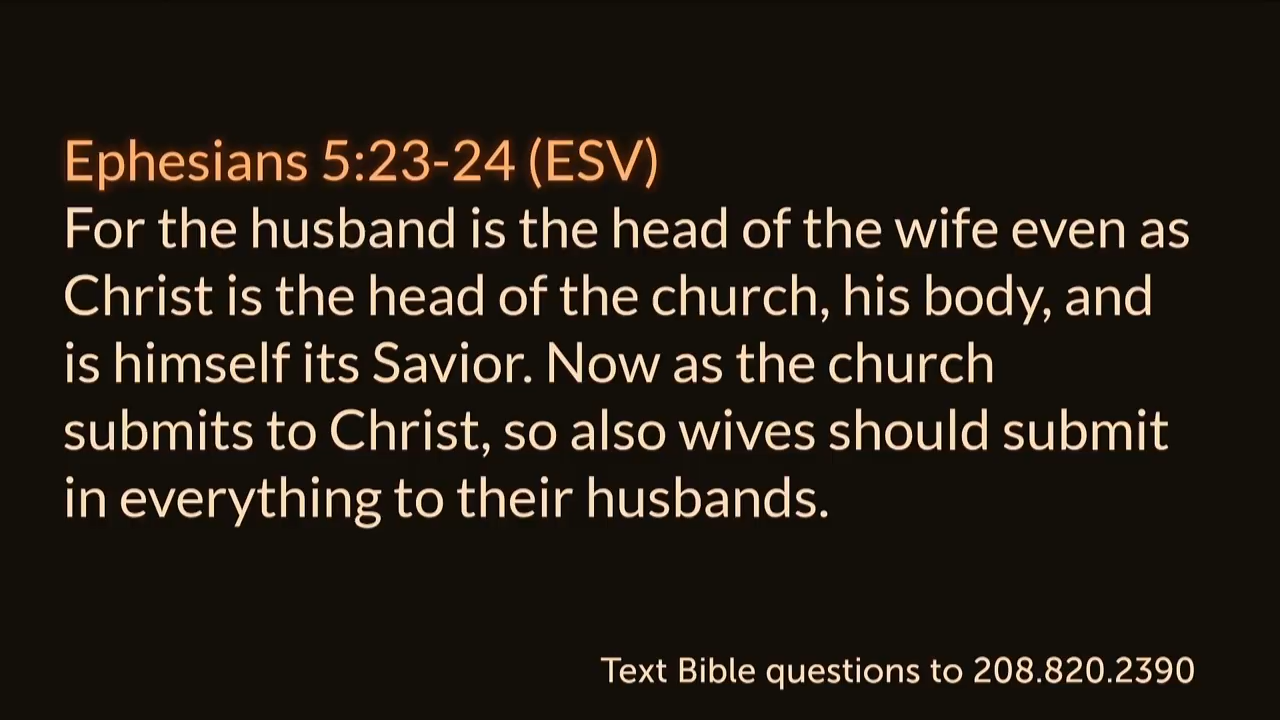 Ephesians 5:23-24 (ESV)
For the husband is the head of the wife even as
Christ is the head of the church, his body, and
is himself its Savior. Now as the church
submits to Christ, so also wives should submit
in everything to their husbands.
Text Bible questions to 208.820.2390